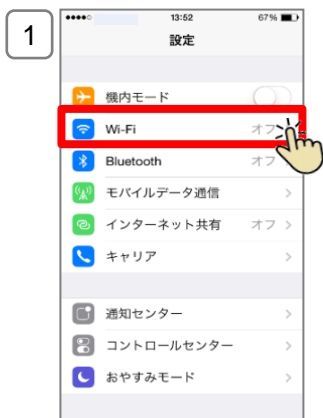 1
13:52
67%
設定
機内モード
Wi-Fi オフ
Bluetooth オフ
モバイルデータ通信
インターネット共有 オフ
キャリア
通知センター
コントロールセンター
おやすみモード